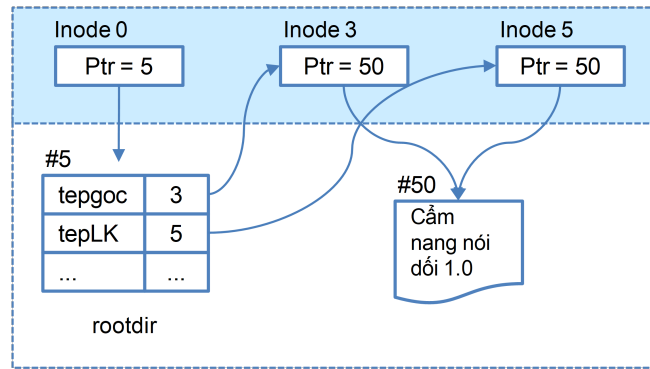 Inode 0
Inode 3
Inode 5
Ptr = 5
Ptr = 50
Ptr = 50
#5
tepgoc 3
tepLK 5
... ...
rootdir
#50
Cẩm
nang nói
dối 1.0